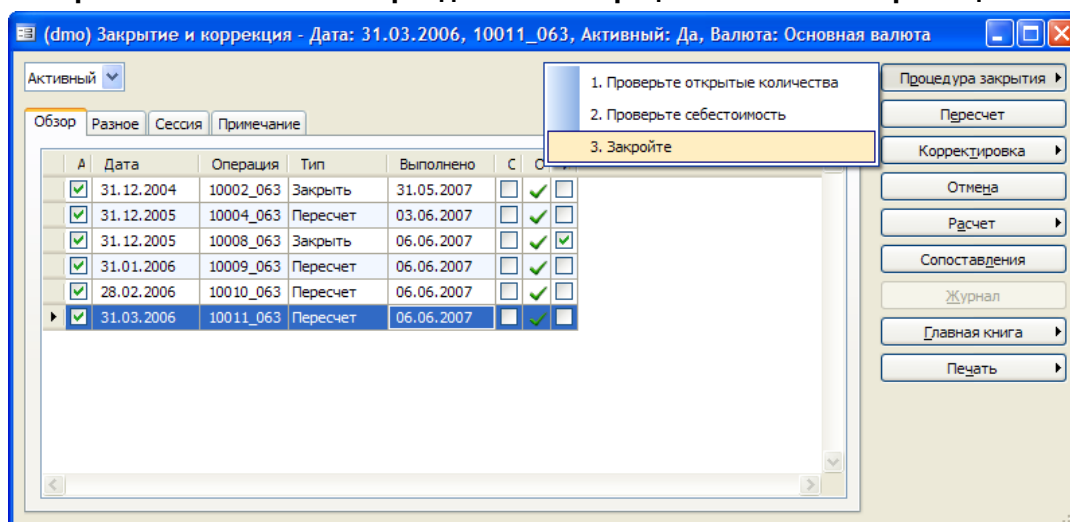 (dmo) Закрытие и коррекция - Дата: 31.03.2006, 10011_063, Активный: Да, Валюта: Основная валюта
Активный
1. Проверьте открытые количества
2. Проверьте себестоимость
3. Закройте
Процедура закрытия
Пересчет
Корректировка
Отмена
Расчет
Сопоставления
Журнал
Главная книга
Печать
Обзор Разное Сессия Примечание
А Дата Операция Тип Выполнено С О
31.12.2004 10002_063 Закрыть 31.05.2007
31.12.2005 10004_063 Пересчет 03.06.2007
31.12.2005 10008_063 Закрыть 06.06.2007
31.01.2006 10009_063 Пересчет 06.06.2007
28.02.2006 10010_063 Пересчет 06.06.2007
31.03.2006 10011_063 Пересчет 06.06.2007